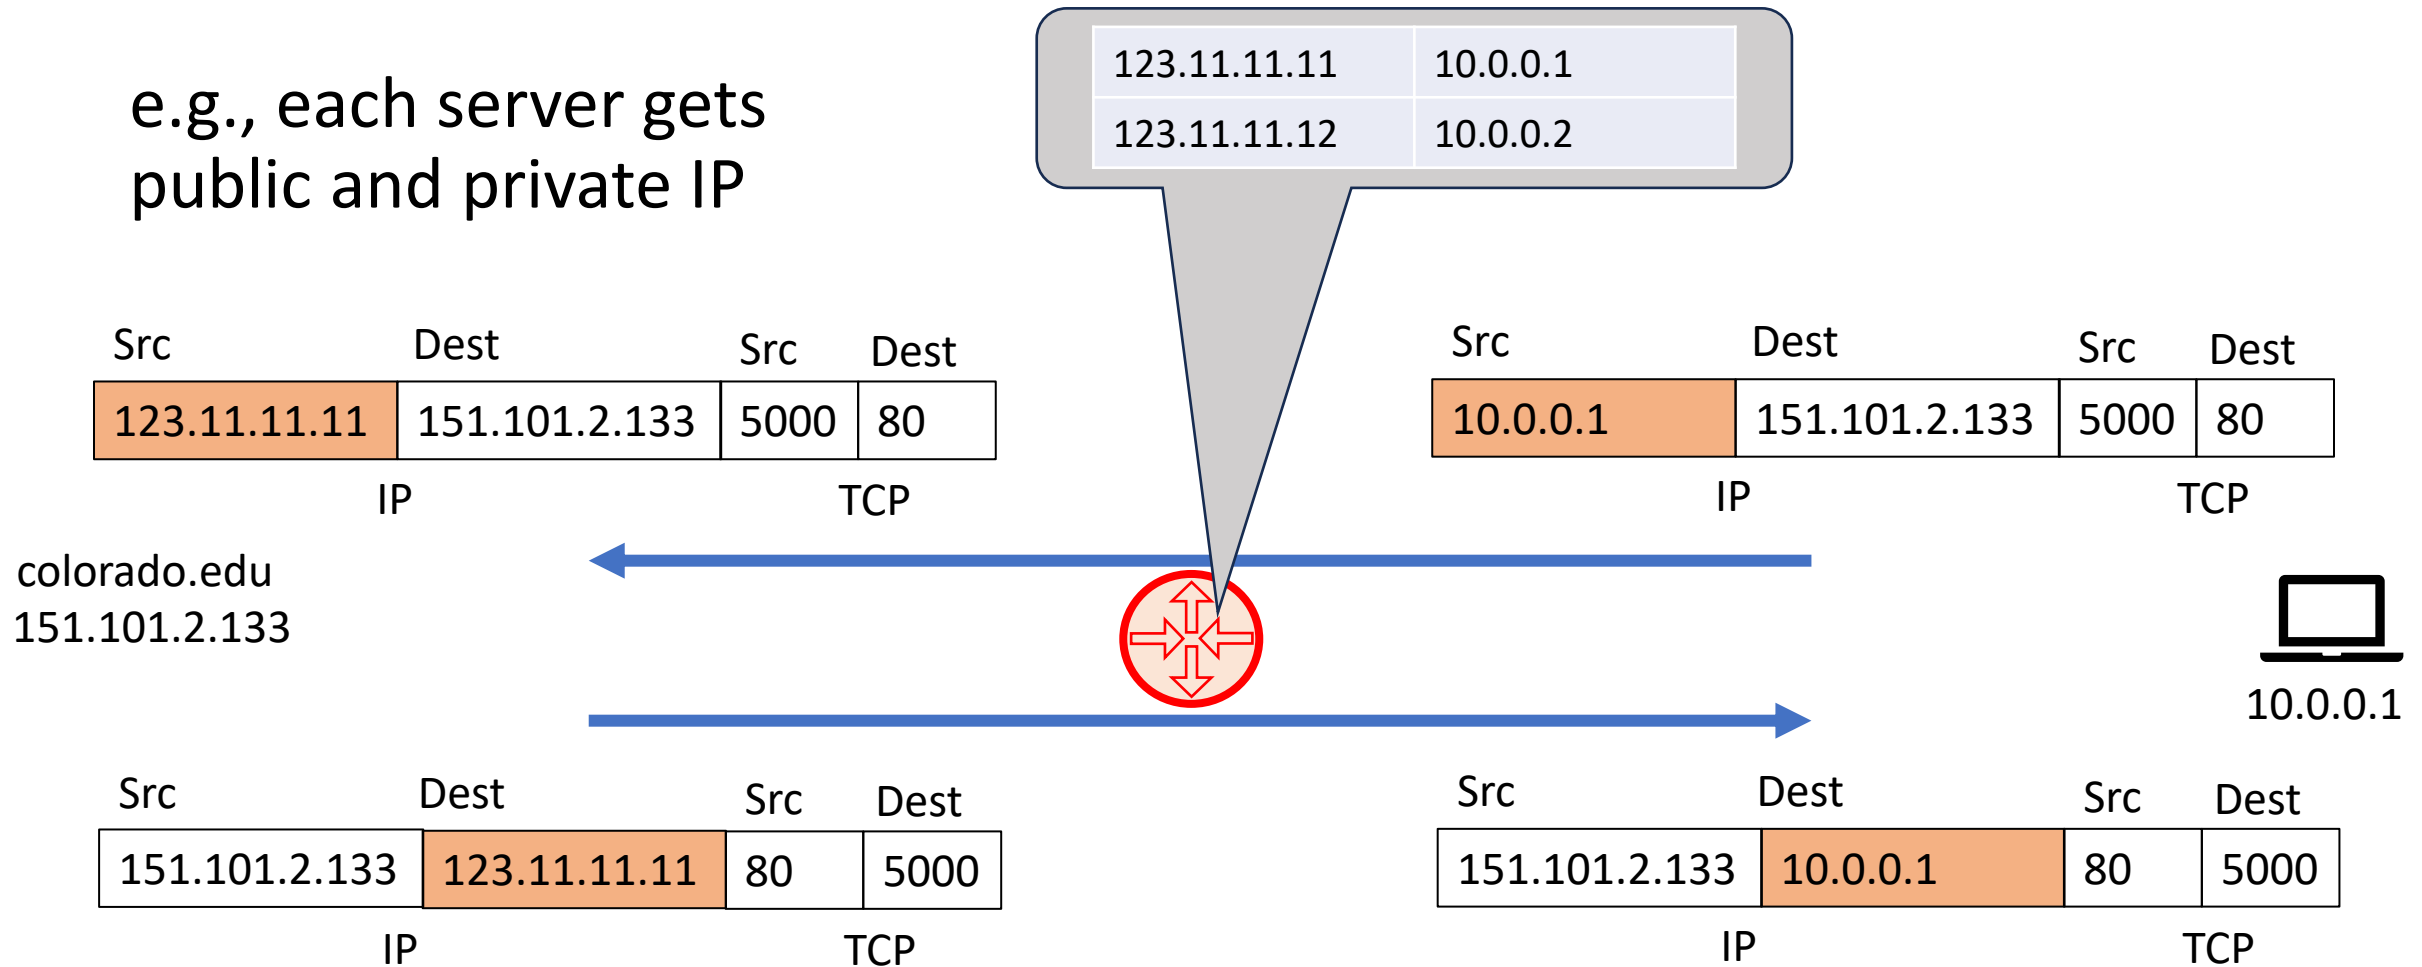 e.g., each server gets
public and private IP
123.11.11.11 10.0.0.1
123.11.11.12 10.0.0.2
Src Dest Src Dest
123.11.11.11 151.101.2.133 5000 80
IP TCP
Src Dest Src Dest
10.0.0.1 151.101.2.133 5000 80
IP TCP
colorado.edu
151.101.2.133
10.0.0.1
Src Dest Src Dest
151.101.2.133 123.11.11.11 80 5000
IP TCP
Src Dest Src Dest
151.101.2.133 10.0.0.1 80 5000
IP TCP